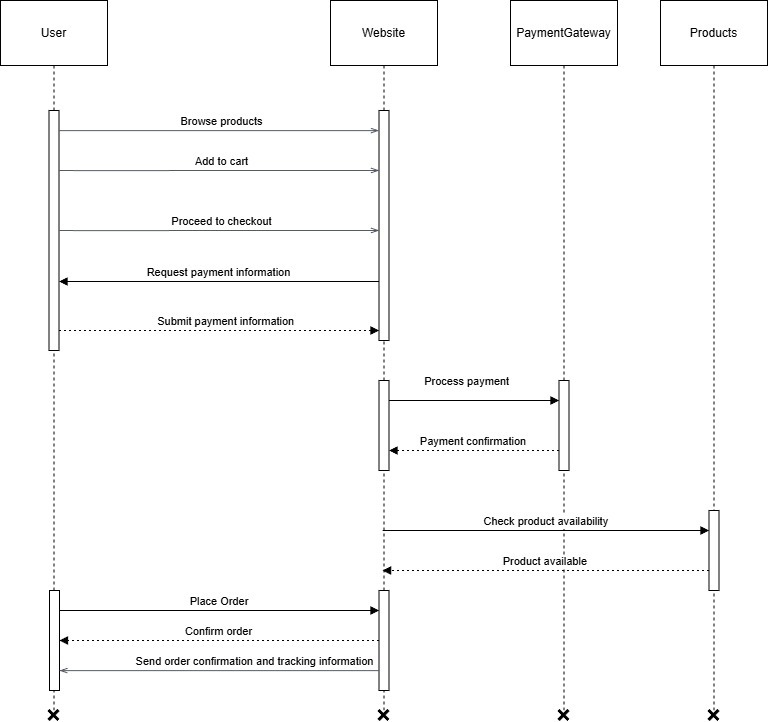 User
Website
PaymentGateway
Products
Browse products
Add to cart
Proceed to checkout
Request payment information
Submit payment information
Process payment
Payment confirmation
Check product availability
Product available
Place Order
Confirm order
Send order confirmation and tracking information